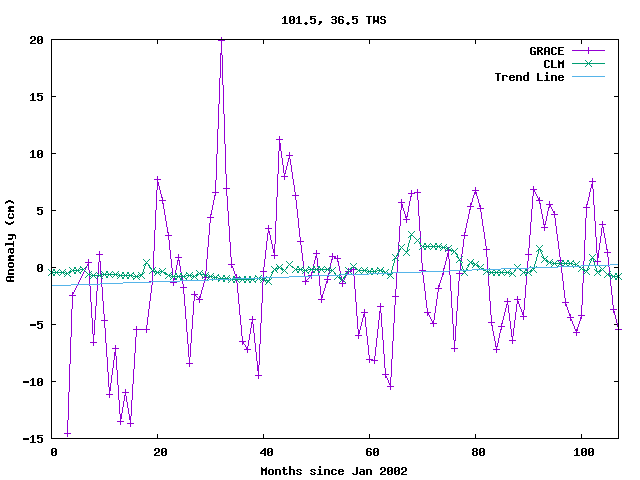 101.5, 36.5 TWS
GRACE
CLM
Trend Line
Anomaly (cm)
20
15
10
5
0
-5
-10
-15
0 20 40 60 80 100
Months since Jan 2002